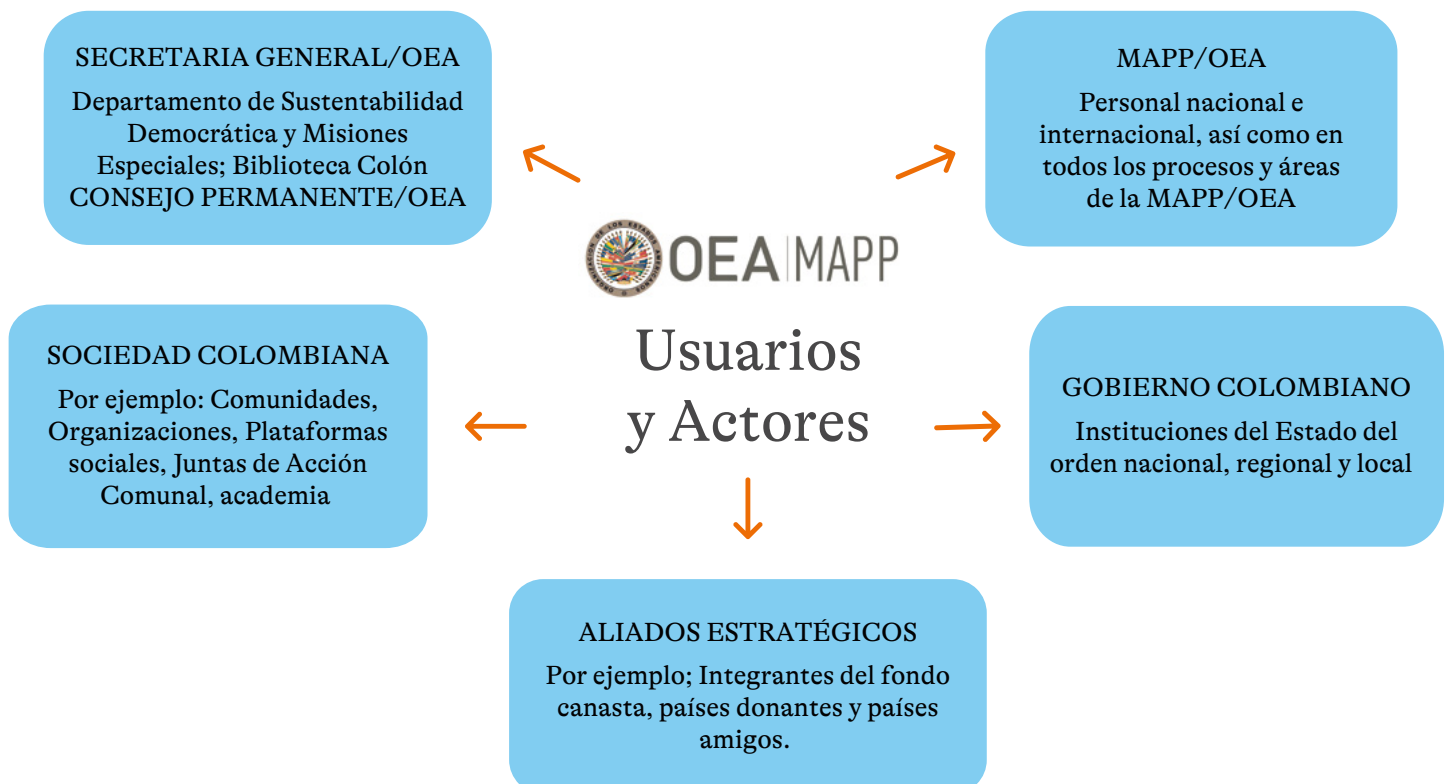 SECRETARIA GENERAL/OEA
Departamento de Sustentabilidad
Democrática y Misiones
Especiales; Biblioteca Colón
CONSEJO PERMANENTE/OEA
MAPP/OEA
Personal nacional e
internacional, así como en
todos los procesos y áreas
de la MAPP/OEA
OEA|MAPP
Usuarios
y Actores
SOCIEDAD COLOMBIANA
Por ejemplo: Comunidades,
Organizaciones, Plataformas
sociales, Juntas de Acción
Comunal, academia
GOBIERNO COLOMBIANO
Instituciones del Estado del
orden nacional, regional y local
ALIADOS ESTRATÉGICOS
Por ejemplo; Integrantes del fondo
canasta, países donantes y países
amigos.